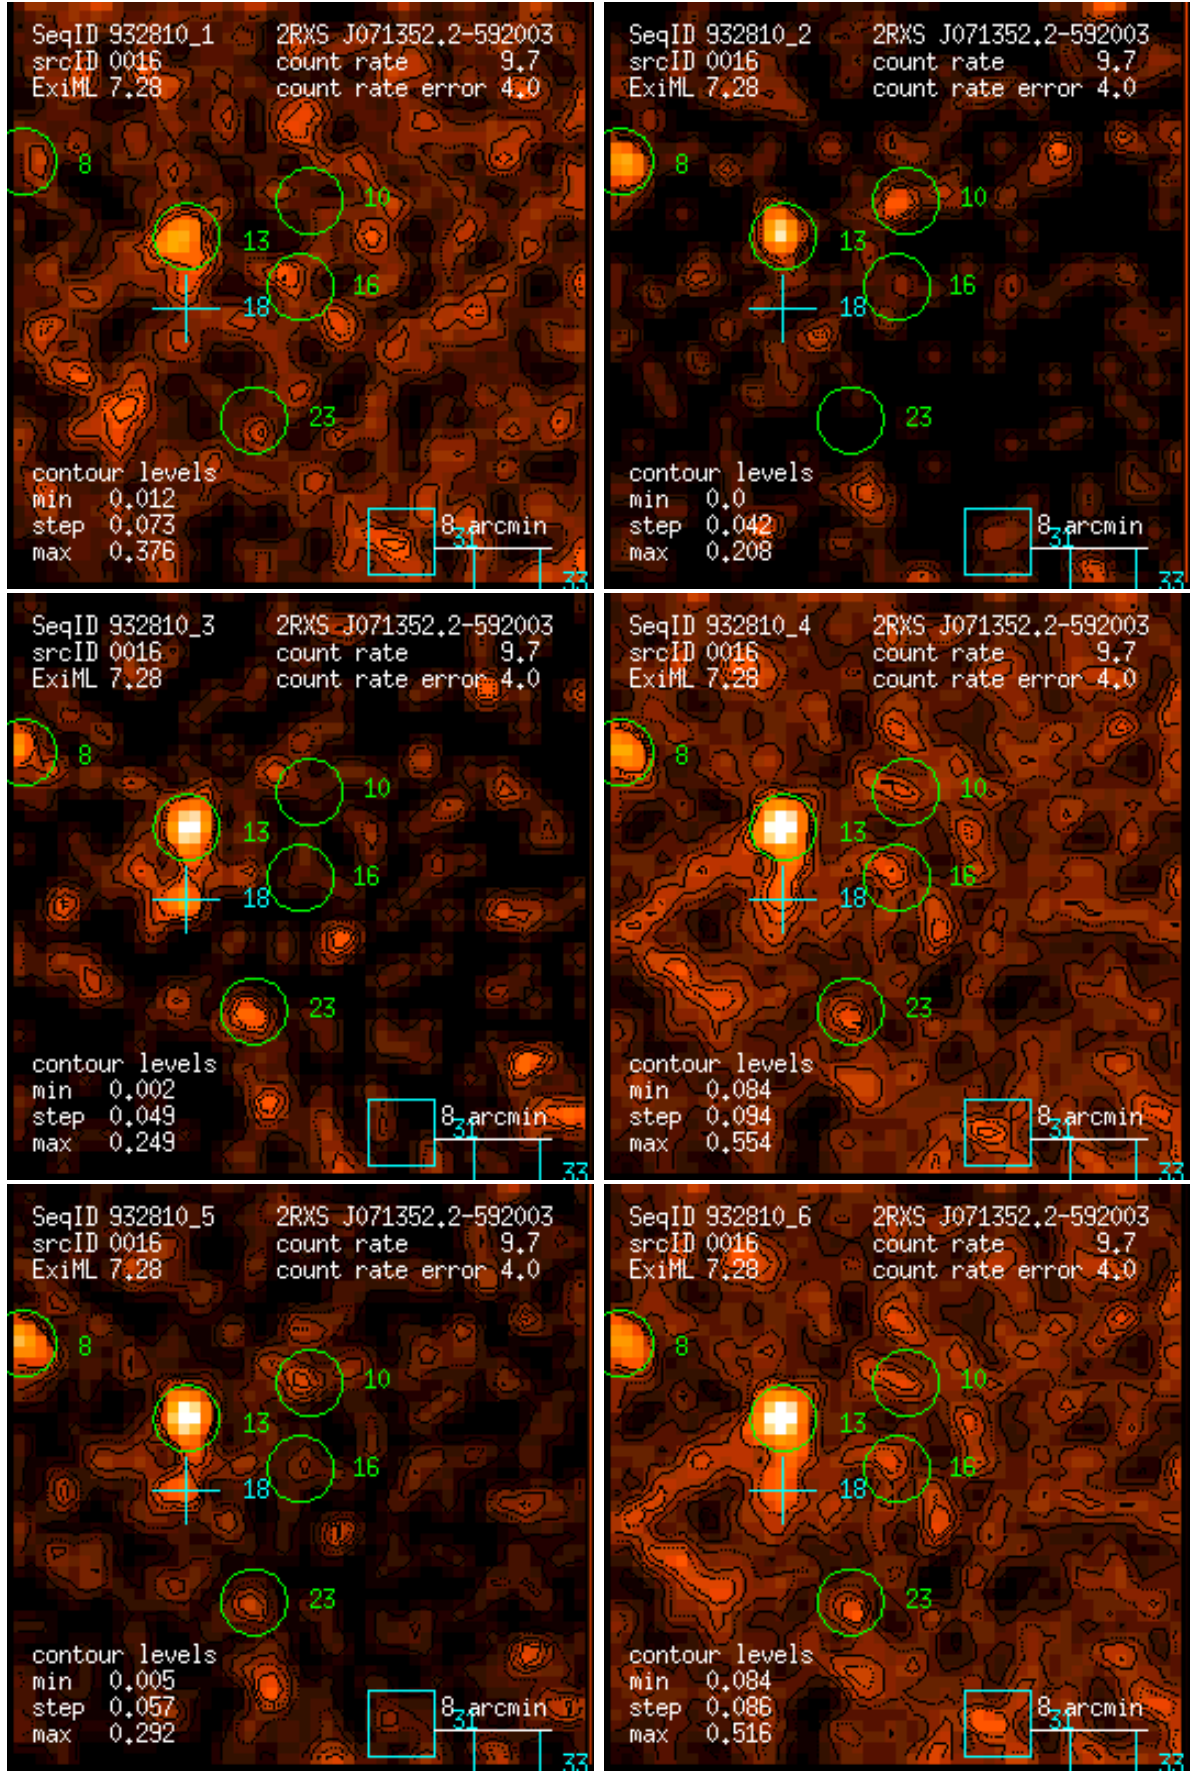 SeqID 932810_1 2RXS J071352.2-592003
srcID 0016 count rate 9.7
ExiML 7.28 count rate error 4.0
8
10
13
16
18
23
contour levels
min 0.012
step 0.073 8 arcmin
max 0.376 31
33
SeqID 932810_2 2RXS J071352.2-592003
srcID 0016 count rate 9.7
ExiML 7.28 count rate error 4.0
8
10
13
16
18
23
contour levels
min 0.0
step 0.042 8 arcmin
max 0.208 31
33
SeqID 932810_3 2RXS J071352.2-592003
srcID 0016 count rate 9.7
ExiML 7.28 count rate error 4.0
8
10
13
16
18
23
contour levels
min 0.002
step 0.049 8 arcmin
max 0.249 31
33
SeqID 932810_4 2RXS J071352.2-592003
srcID 0016 count rate 9.7
ExiML 7.28 count rate error 4.0
8
10
13
16
18
23
contour levels
min 0.084
step 0.094 8 arcmin
max 0.554 31
33
SeqID 932810_5 2RXS J071352.2-592003
srcID 0016 count rate 9.7
ExiML 7.28 count rate error 4.0
8
10
13
16
18
23
contour levels
min 0.005
step 0.057 8 arcmin
max 0.292 31
33
SeqID 932810_6 2RXS J071352.2-592003
srcID 0016 count rate 9.7
ExiML 7.28 count rate error 4.0
8
10
13
16
18
23
contour levels
min 0.084
step 0.086 8 arcmin
max 0.516 31
33